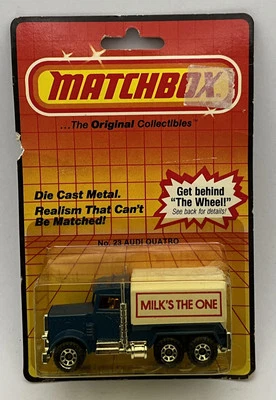 MATCHBOX
...The Original Collectibles
Die Cast Metal.
Realism That Can't
Be Matched!
Get behind
"The Wheel!"
See back for details!
No. 23 AUDI QUATRO
MILK'S THE ONE